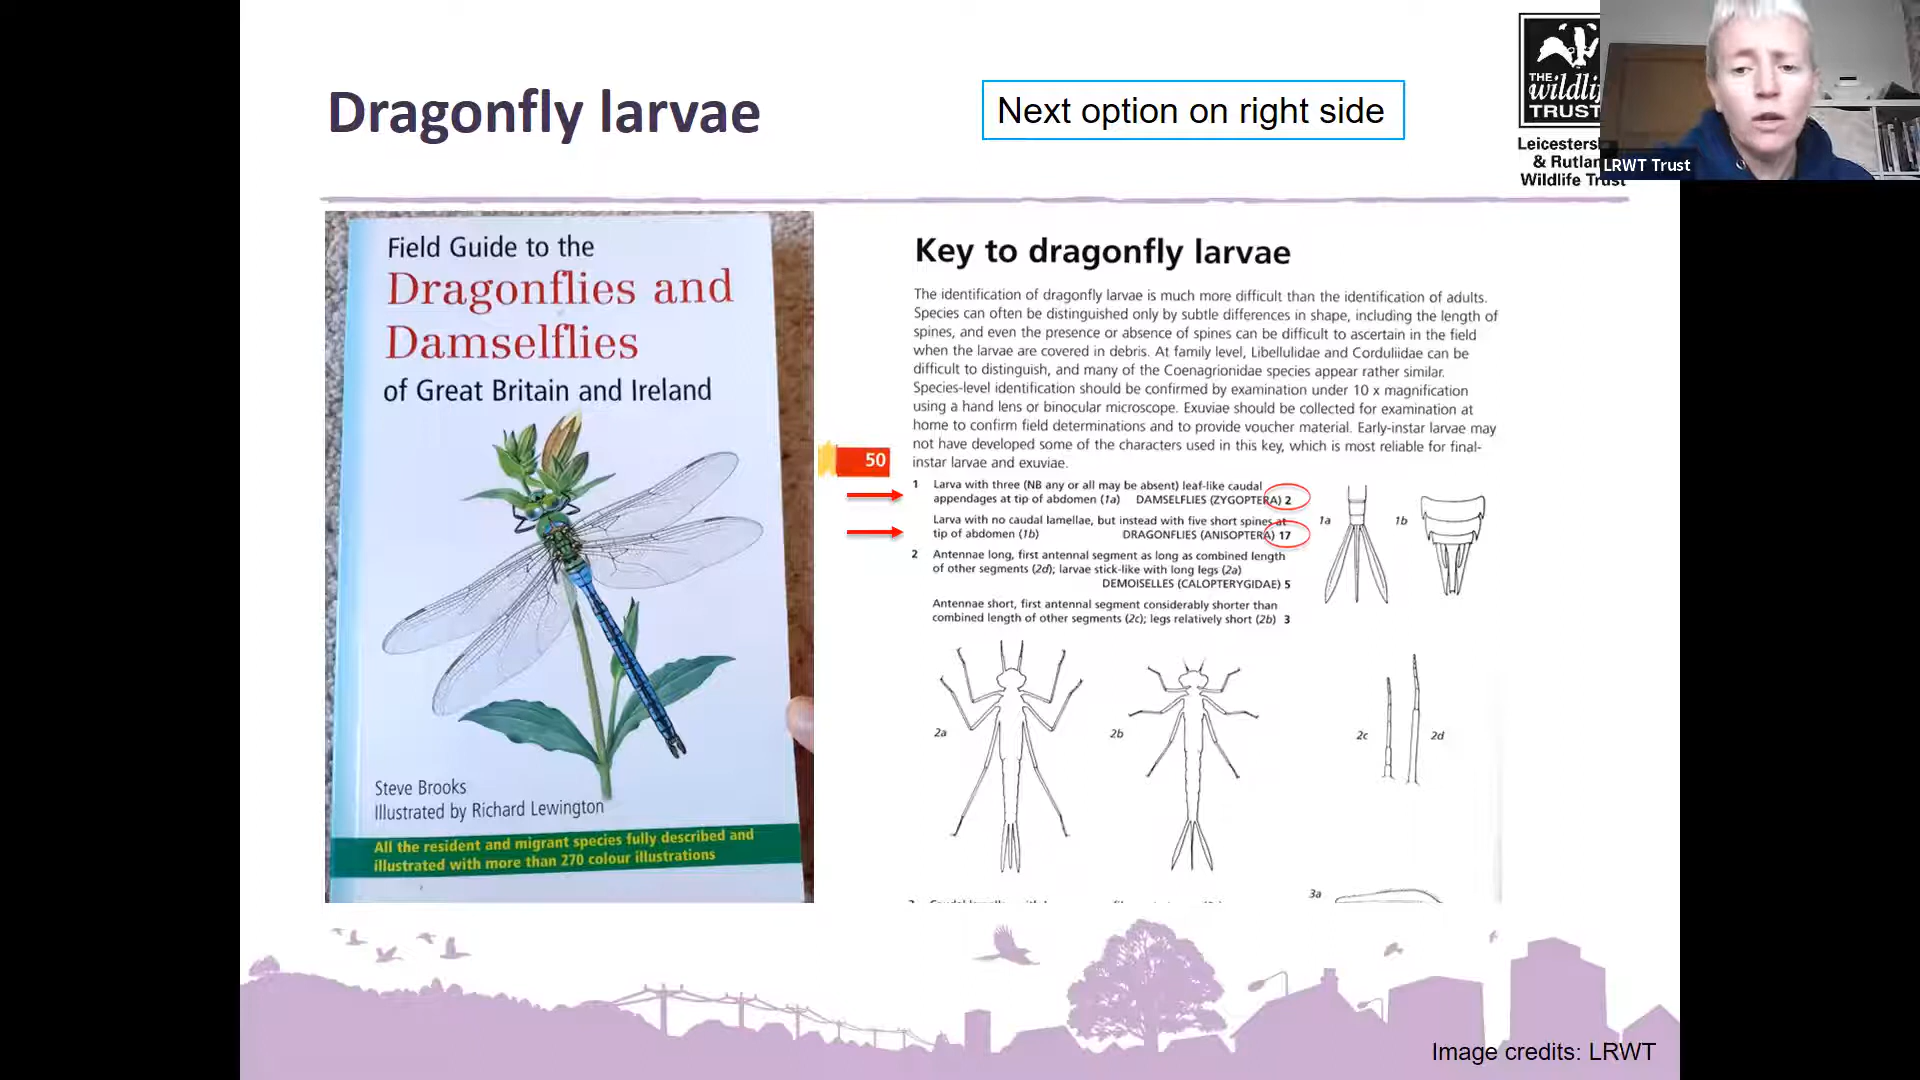 Dragonfly larvae
Next option on right side
THE
wildli
TRUST
Leicestersh
& Rutlan
Wildlife Trust
LRWT Trust
Field Guide to the
Dragonflies and
Damselflies
of Great Britain and Ireland
Steve Brooks
Illustrated by Richard Lewington
All the resident and migrant species fully described and
illustrated with more than 270 colour illustrations
50
Key to dragonfly larvae
The identification of dragonfly larvae is much more difficult than the identification of adults.
Species can often be distinguished only by subtle differences in shape, including the length of
spines, and even the presence or absence of spines can be difficult to ascertain in the field
when the larvae are covered in debris. At family level, Libellulidae and Corduliidae can be
difficult to distinguish, and many of the Coenagrionidae species appear rather similar.
Species-level identification should be confirmed by examination under 10 x magnification
using a hand lens or binocular microscope. Exuviae should be collected for examination at
home to confirm field determinations and to provide voucher material. Early-instar larvae may
not have developed some of the characters used in this key, which is most reliable for final-
instar larvae and exuviae.
1 Larva with three (NB any or all may be absent) leaf-like caudal
appendages at tip of abdomen (1a) DAMSELFLIES (ZYGOPTERA) 2
Larva with no caudal lamellae, but instead with five short spines at
tip of abdomen (1b) DRAGONFLIES (ANISOPTERA) 17
1a 1b
2 Antennae long, first antennal segment as long as combined length
of other segments (2d); larvae stick-like with long legs (2a)
DEMOISELLES (CALOPTERYGIDAE) 5
Antennae short, first antennal segment considerably shorter than
combined length of other segments (2c); legs relatively short (2b) 3
2a 2b 2c 2d
3a
Image credits: LRWT